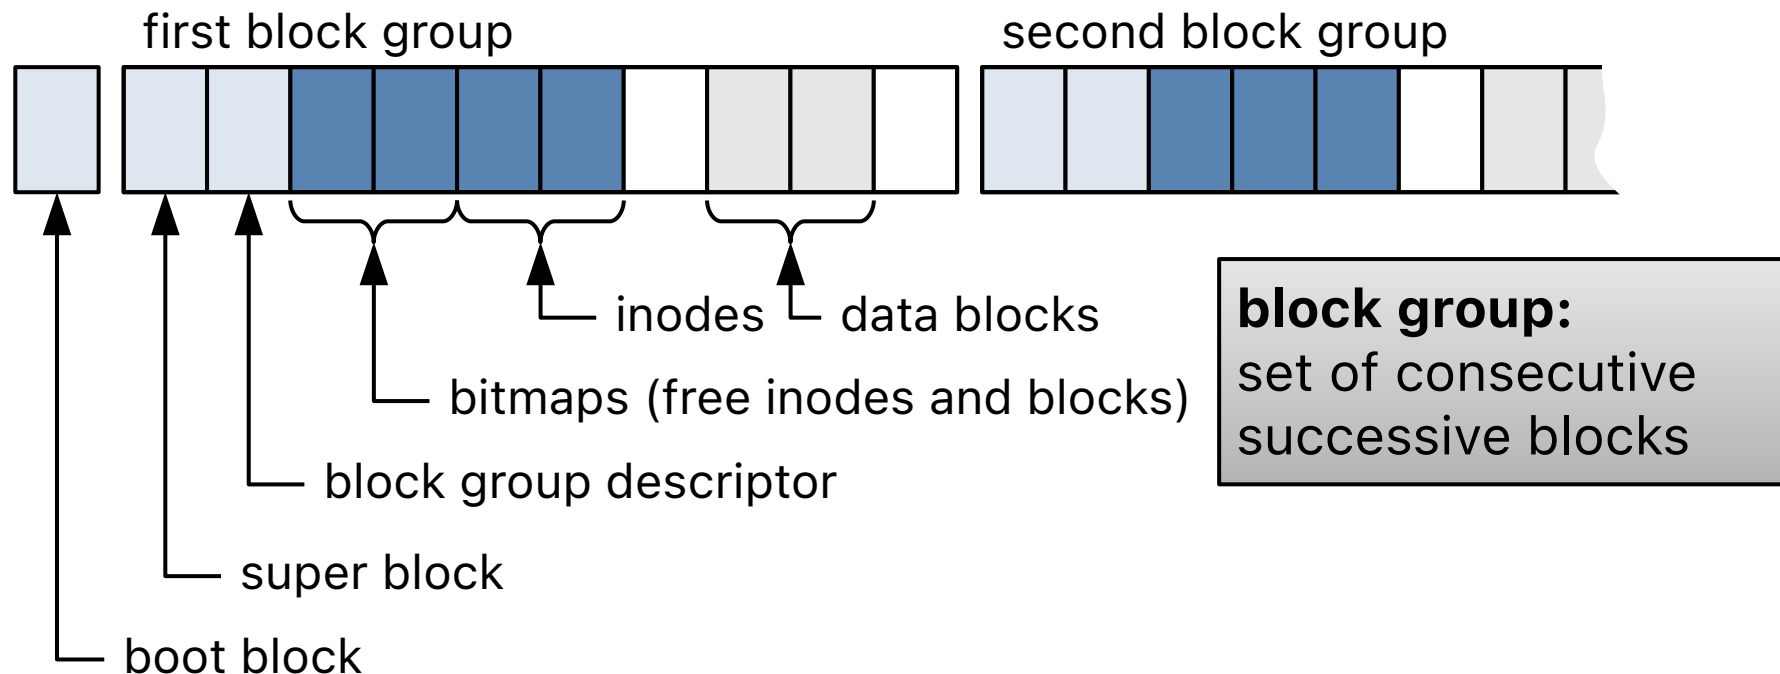 first block group
second block group
inodes
data blocks
block group:
set of consecutive
successive blocks
bitmaps (free inodes and blocks)
block group descriptor
super block
boot block